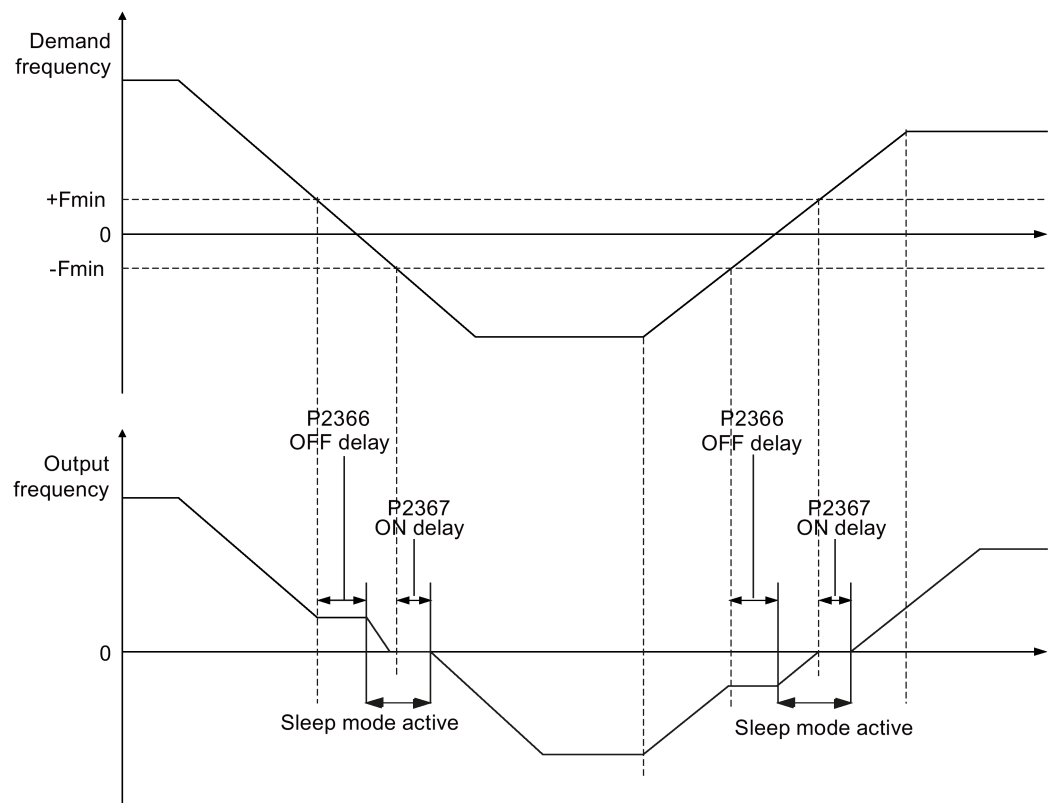 Demand
frequency
+Fmin
0
-Fmin
P2366
OFF delay
P2366
OFF delay
Output
frequency
P2367
ON delay
P2367
ON delay
0
Sleep mode active
Sleep mode active